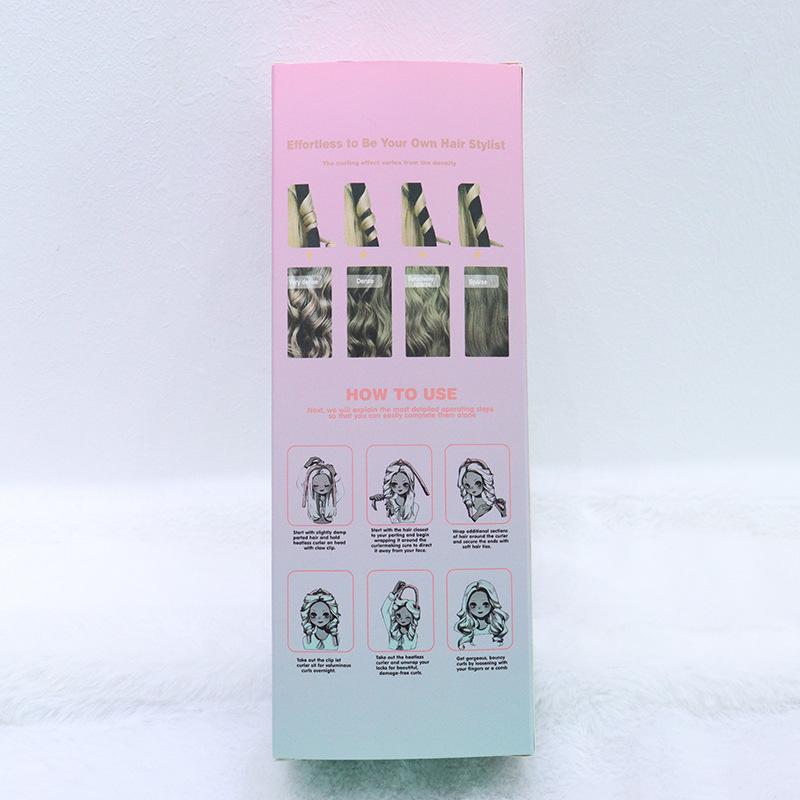 Effortless to Be Your Own Hair Stylist
The curling effect varies from the density
Very dense
Dense
Sparse
HOW TO USE
Next, we will explain the most detailed operating steps
so that you can easily complete them alone
Start with slightly damp
parted hair and hold
heatless curler on head
with claw clip.
Start with the hair closest
to your parting and begin
wrapping it around the
curlermaking sure to direct
it away from your face.
Wrap additional sections
of hair around the curler
and secure the ends with
soft hair ties.
Take out the clip let
curler sit for voluminous
curls overnight.
Take out the heatless
curler and unwrap your
locks for beautiful,
damage-free curls.
Get gorgeous, bouncy
curls by loosening with
your fingers or a comb